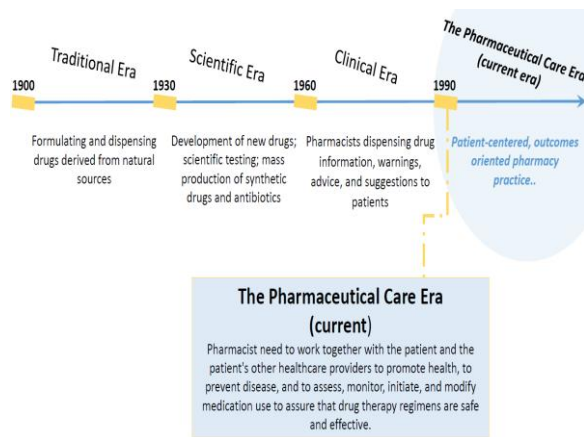 Traditional Era
Scientific Era
Clinical Era
The Pharmaceutical Care Era
(current era)
1900
1930
1960
1990
Formulating and dispensing
drugs derived from natural
sources
Development of new drugs;
scientific testing; mass
production of synthetic
drugs and antibiotics
Pharmacists dispensing drug
information, warnings,
advice, and suggestions to
patients
Patient-centered, outcomes
oriented pharmacy
practice..
The Pharmaceutical Care Era
(current)
Pharmacist need to work together with the patient and the
patient's other healthcare providers to promote health, to
prevent disease, and to assess, monitor, initiate, and modify
medication use to assure that drug therapy regimens are safe
and effective.